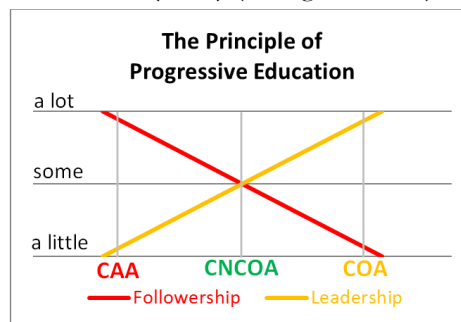 The Principle of
Progressive Education
a lot
some
a little
CAA CNCOA COA
Followership Leadership